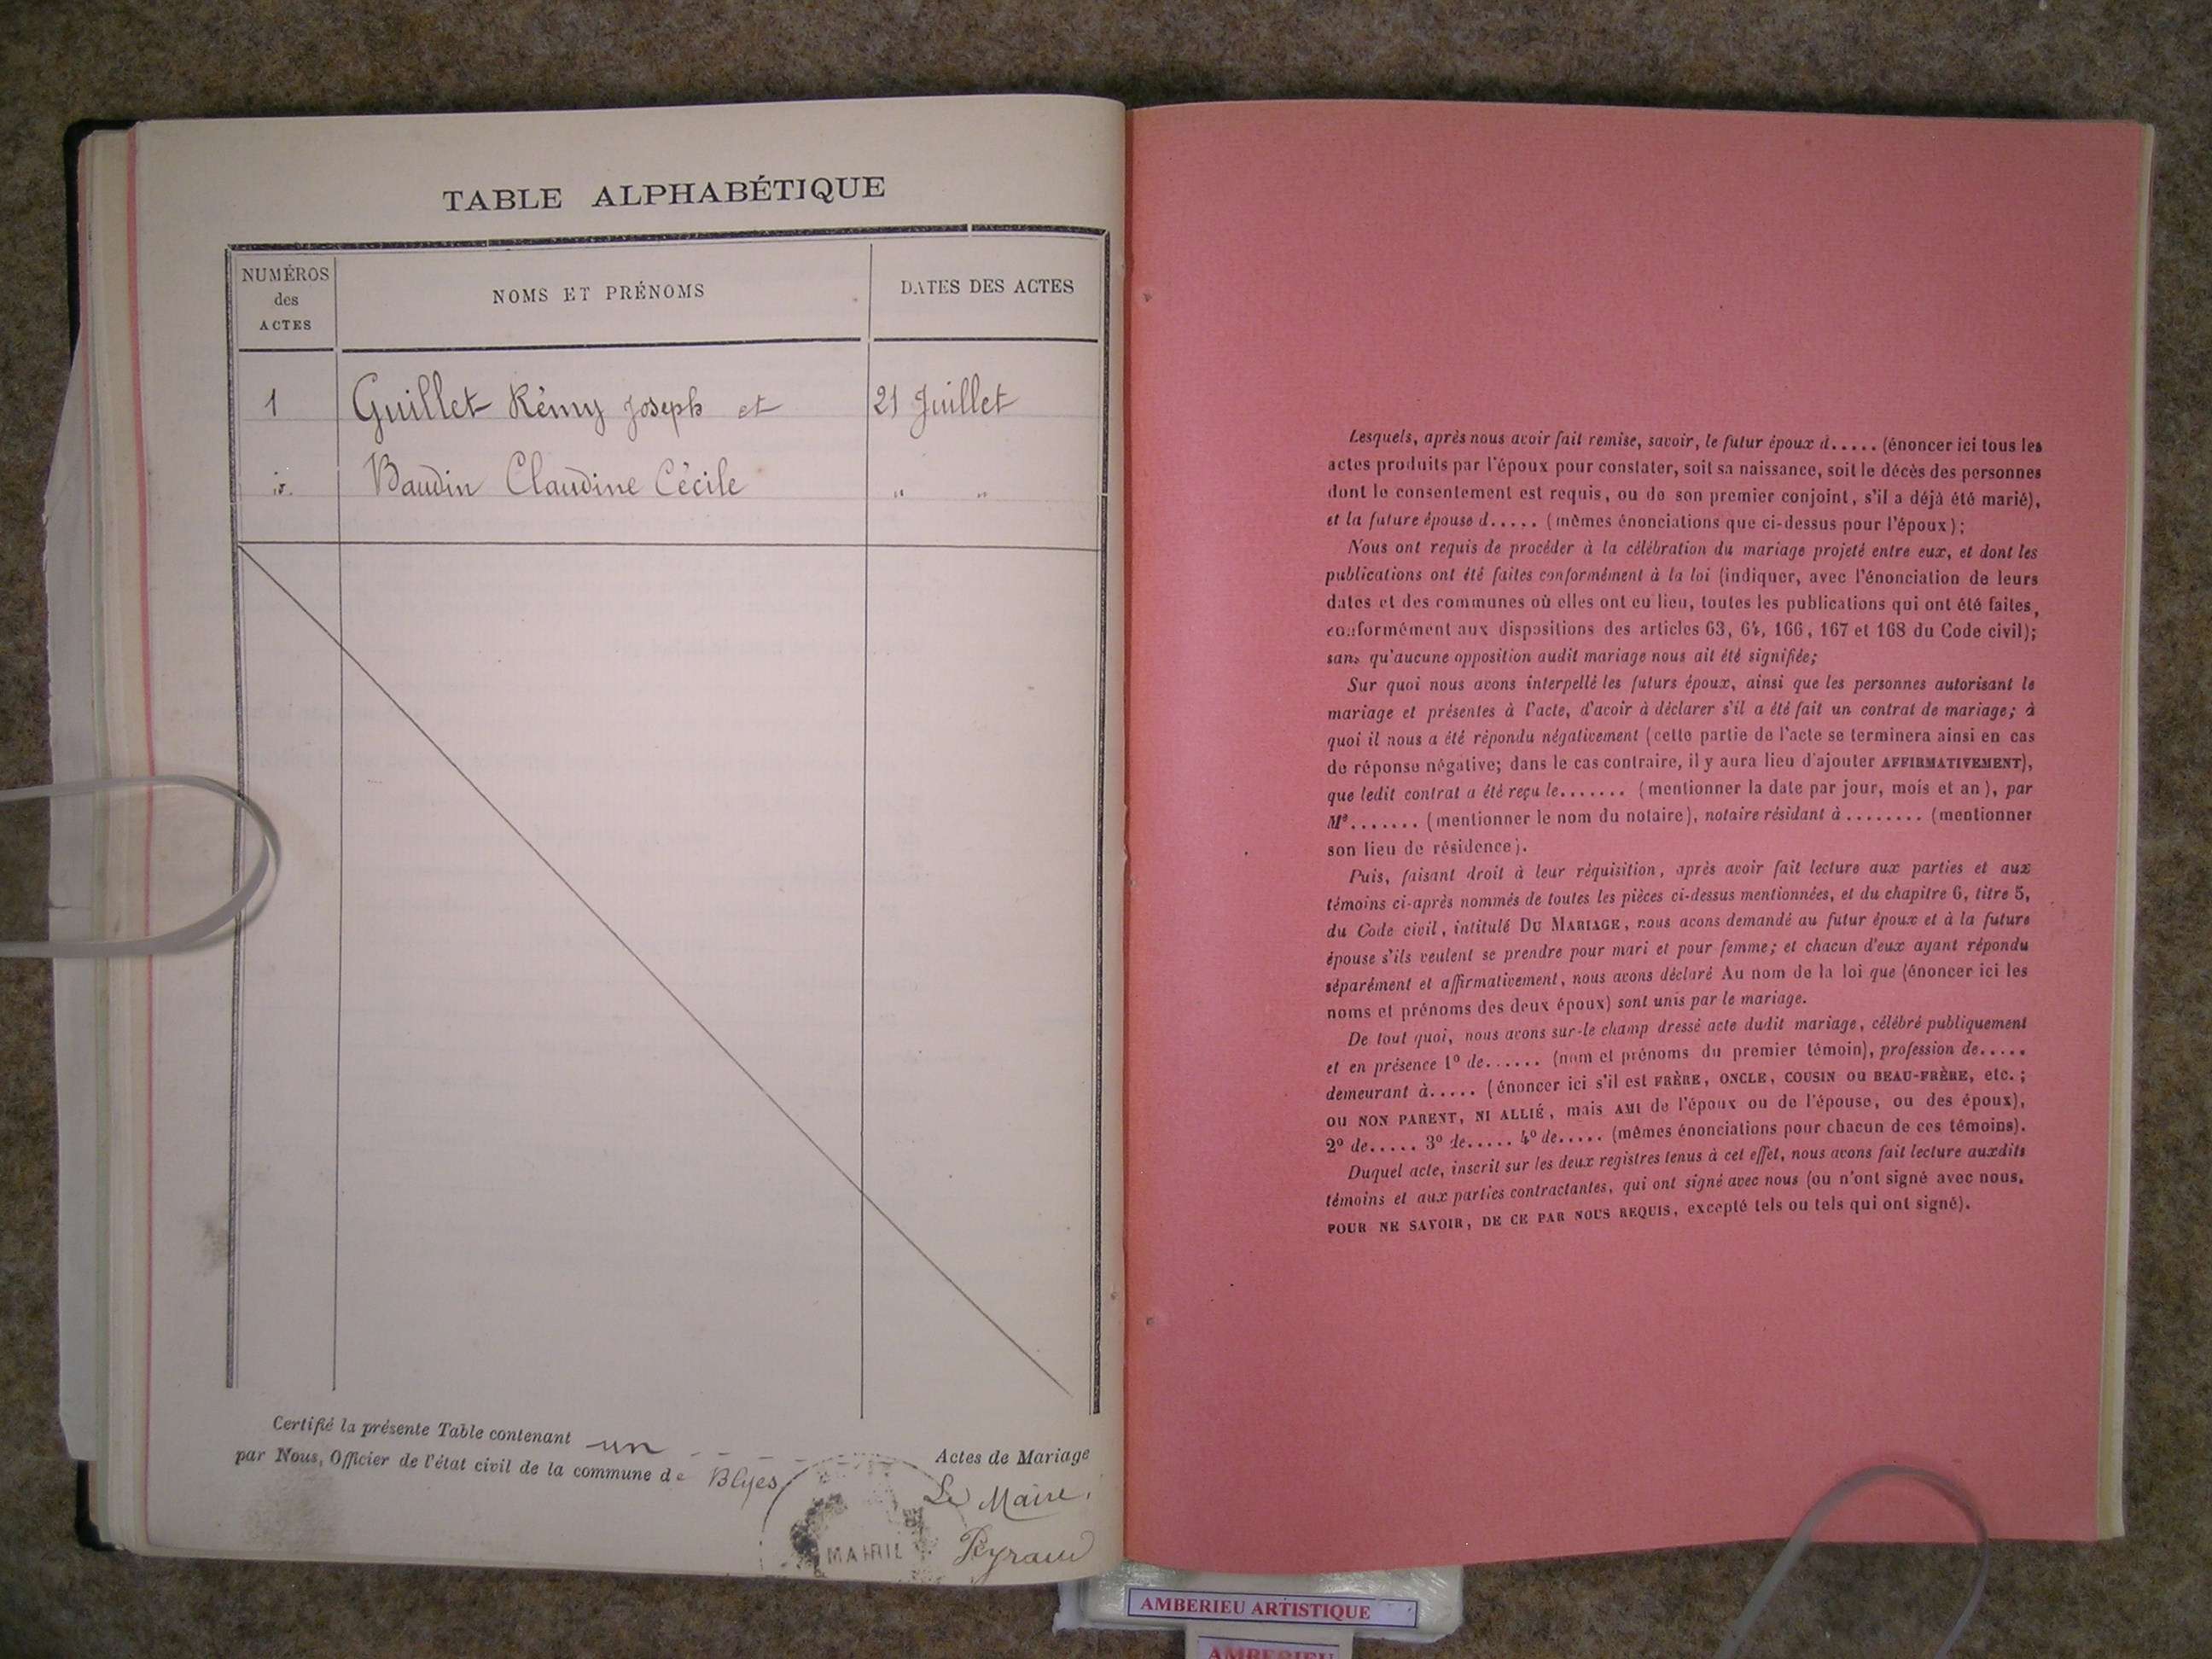 TABLE ALPHABÉTIQUE
NUMÉROS
des
ACTES
NOMS ET PRÉNOMS
DATES DES ACTES
1 Guillet Rémy Joseph et 21 Juillet
id. Baudin Claudine Cécile " "
Certifié la présente Table contenant un Actes de Mariage
par Nous, Officier de l'état civil de la commune de Blyes
Le Maire,
Peyraud
MAIRIE
Lesquels, après nous avoir fait remise, savoir, le futur époux d..... (énoncer ici tous les
actes produits par l'époux pour constater, soit sa naissance, soit le décès des personnes
dont le consentement est requis, ou de son premier conjoint, s'il a déjà été marié),
et la future épouse d..... (mêmes énonciations que ci-dessus pour l'époux);
Nous ont requis de procéder à la célébration du mariage projeté entre eux, et dont les
publications ont été faites conformément à la loi (indiquer, avec l'énonciation de leurs
dates et des communes où elles ont eu lieu, toutes les publications qui ont été faites,
conformément aux dispositions des articles 63, 64, 166, 167 et 168 du Code civil);
sans qu'aucune opposition audit mariage nous ait été signifiée;
Sur quoi nous avons interpellé les futurs époux, ainsi que les personnes autorisant le
mariage et présentes à l'acte, d'avoir à déclarer s'il a été fait un contrat de mariage; à
quoi il nous a été répondu négativement (cette partie de l'acte se terminera ainsi en cas
de réponse négative; dans le cas contraire, il y aura lieu d'ajouter AFFIRMATIVEMENT),
que ledit contrat a été reçu le....... (mentionner la date par jour, mois et an), par
Me....... (mentionner le nom du notaire), notaire résidant à ........ (mentionner
son lieu de résidence).
Puis, faisant droit à leur réquisition, après avoir fait lecture aux parties et aux
témoins ci-après nommés de toutes les pièces ci-dessus mentionnées, et du chapitre 6, titre 5,
du Code civil, intitulé DU MARIAGE, nous avons demandé au futur époux et à la future
épouse s'ils veulent se prendre pour mari et pour femme; et chacun d'eux ayant répondu
séparément et affirmativement, nous avons déclaré Au nom de la loi que (énoncer ici les
noms et prénoms des deux époux) sont unis par le mariage.
De tout quoi, nous avons sur-le champ dressé acte dudit mariage, célébré publiquement
et en présence 1º de...... (nom et prénoms du premier témoin), profession de.....
demeurant à..... (énoncer ici s'il est FRÈRE, ONCLE, COUSIN OU BEAU-FRÈRE, etc.;
OU NON PARENT, NI ALLIÉ, mais AMI de l'époux ou de l'épouse, ou des époux),
2º de..... 3º de..... 4º de..... (mêmes énonciations pour chacun de ces témoins).
Duquel acte, inscrit sur les deux registres tenus à cet effet, nous avons fait lecture auxdits
témoins et aux parties contractantes, qui ont signé avec nous (ou n'ont signé avec nous,
POUR NE SAVOIR, DE CE PAR NOUS REQUIS, excepté tels ou tels qui ont signé).
AMBERIEU ARTISTIQUE
AMBERIEU